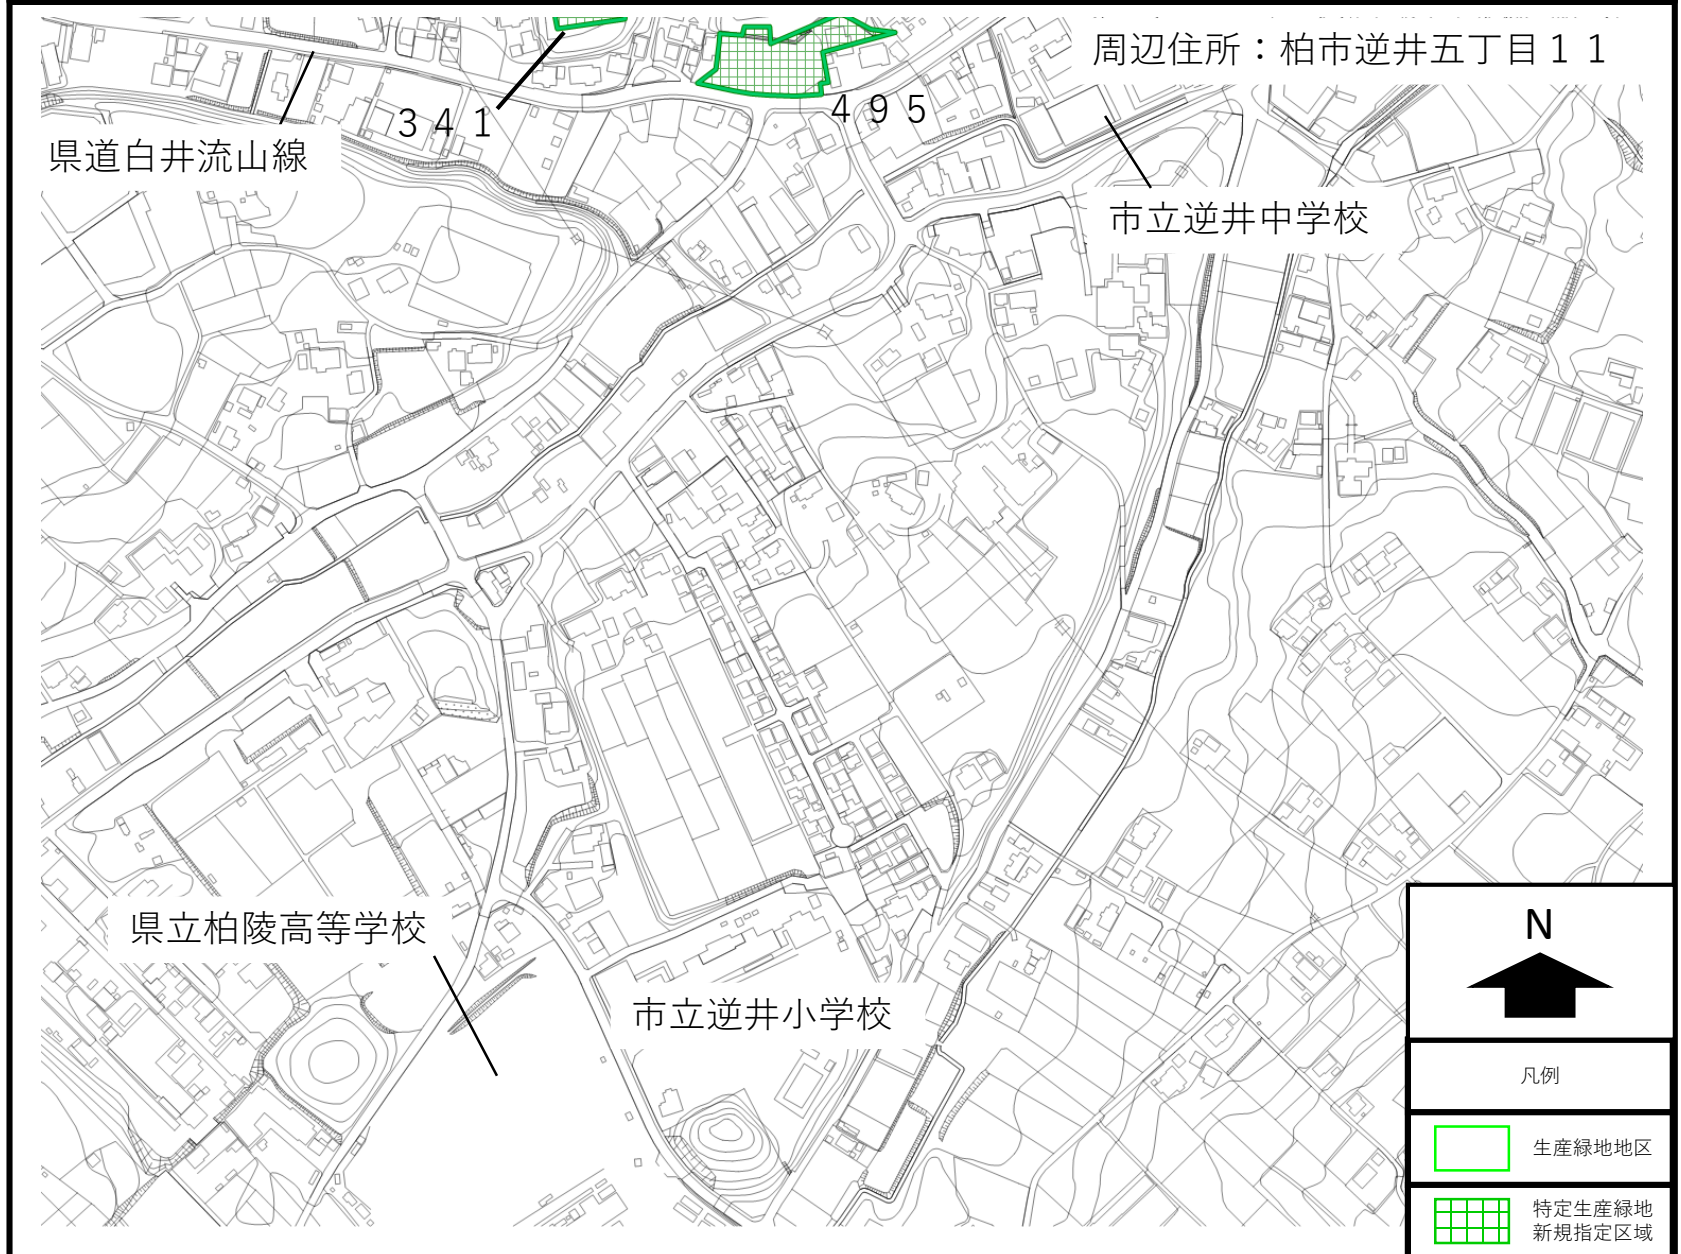 周辺住所：柏市逆井五丁目１１
３４１
４９５
県道白井流山線
市立逆井中学校
県立柏陵高等学校
市立逆井小学校
N
凡例
生産緑地地区
特定生産緑地
新規指定区域